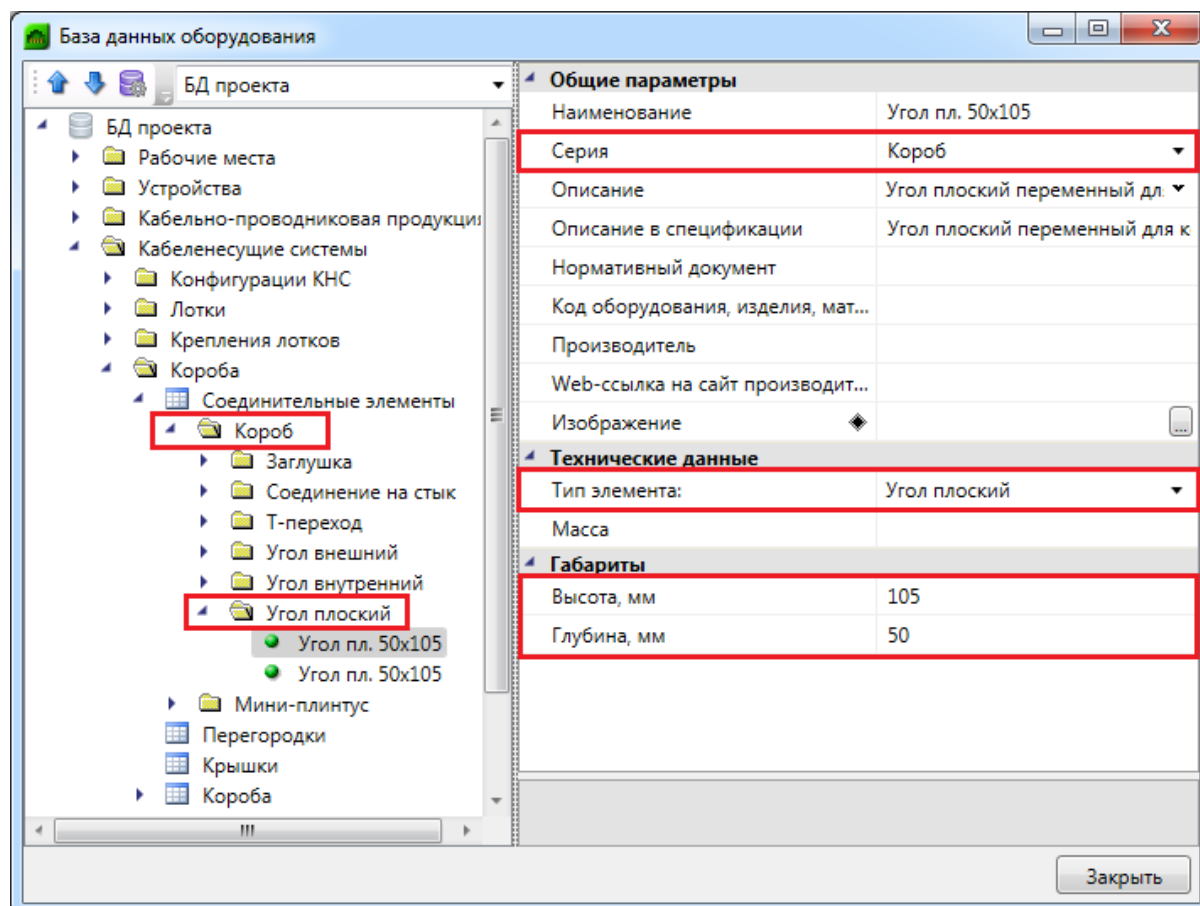 База данных оборудования
БД проекта
БД проекта
Рабочие места
Устройства
Кабельно-проводниковая продукция
Кабеленесущие системы
Конфигурации КНС
Лотки
Крепления лотков
Короба
Соединительные элементы
Короб
Заглушка
Соединение на стык
Т-переход
Угол внешний
Угол внутренний
Угол плоский
Угол пл. 50x105
Угол пл. 50x105
Мини-плинтус
Перегородки
Крышки
Короба
Общие параметры
Наименование Угол пл. 50x105
Серия Короб
Описание Угол плоский переменный дл
Описание в спецификации Угол плоский переменный для к
Нормативный документ
Код оборудования, изделия, мат...
Производитель
Web-ссылка на сайт производит...
Изображение ...
Технические данные
Тип элемента: Угол плоский
Масса
Габариты
Высота, мм 105
Глубина, мм 50
Закрыть